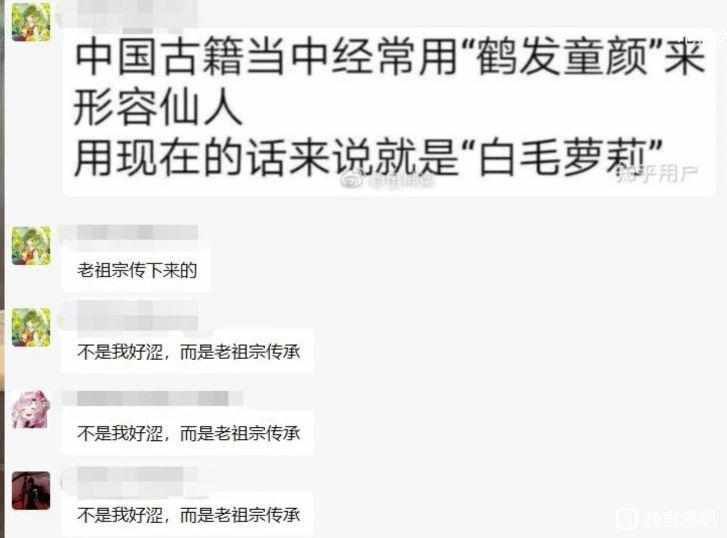 中国古籍当中经常用“鹤发童颜”来
形容仙人
用现在的话来说就是“白毛萝莉”
知乎用户
老祖宗传下来的
不是我好涩，而是老祖宗传承
不是我好涩，而是老祖宗传承
不是我好涩，而是老祖宗传承